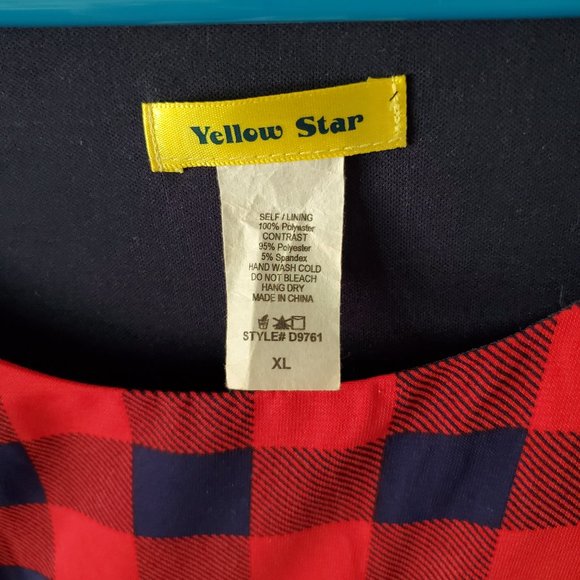 Yellow Star
SELF / LINING
100% Polyester
CONTRAST
95% Polyester
5% Spandex
HAND WASH COLD
DO NOT BLEACH
HANG DRY
MADE IN CHINA
STYLE# D9761
XL